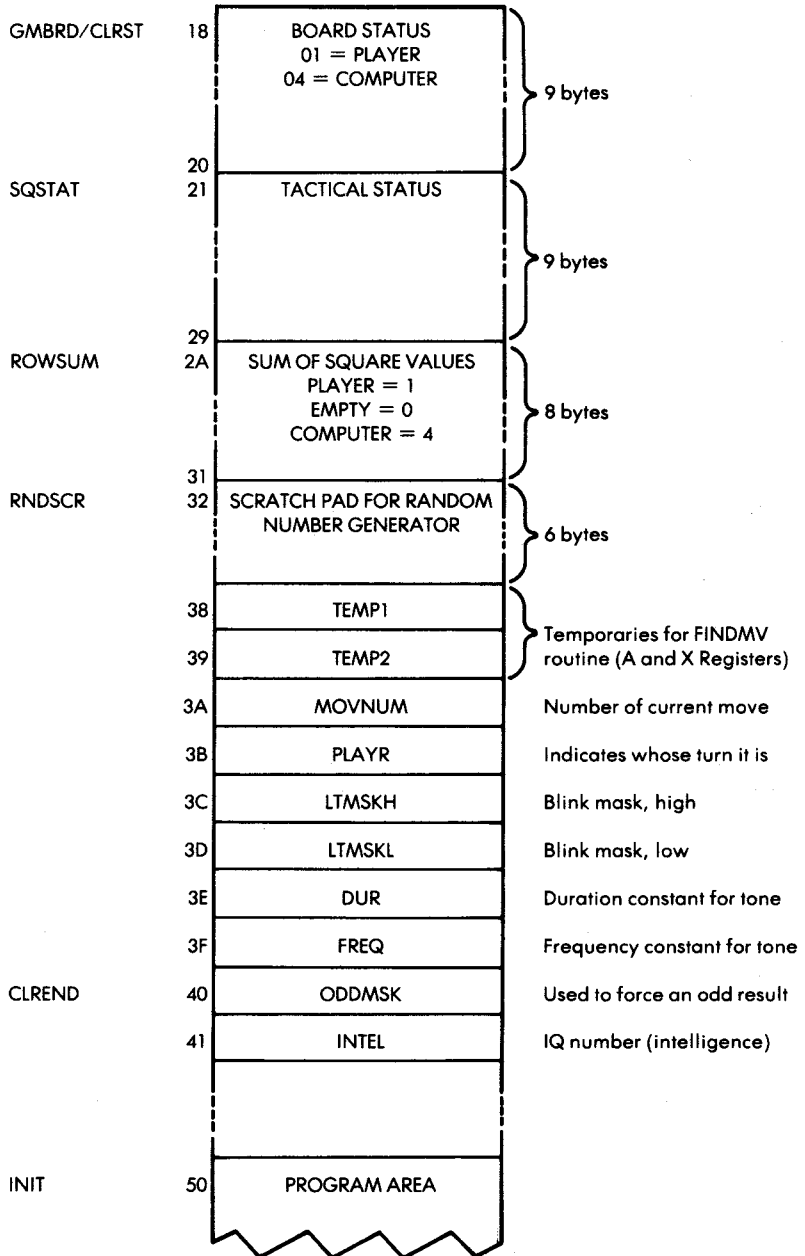 GMBRD/CLRST 18 BOARD STATUS
01 = PLAYER
04 = COMPUTER
9 bytes
20
SQSTAT 21 TACTICAL STATUS
9 bytes
29
ROWSUM 2A SUM OF SQUARE VALUES
PLAYER = 1
EMPTY = 0
COMPUTER = 4
8 bytes
31
RNDSCR 32 SCRATCH PAD FOR RANDOM
NUMBER GENERATOR
6 bytes
38 TEMP1
Temporaries for FINDMV
39 TEMP2 routine (A and X Registers)
3A MOVNUM Number of current move
3B PLAYR Indicates whose turn it is
3C LTMSKH Blink mask, high
3D LTMSKL Blink mask, low
3E DUR Duration constant for tone
3F FREQ Frequency constant for tone
CLREND 40 ODDMSK Used to force an odd result
41 INTEL IQ number (intelligence)
INIT 50 PROGRAM AREA